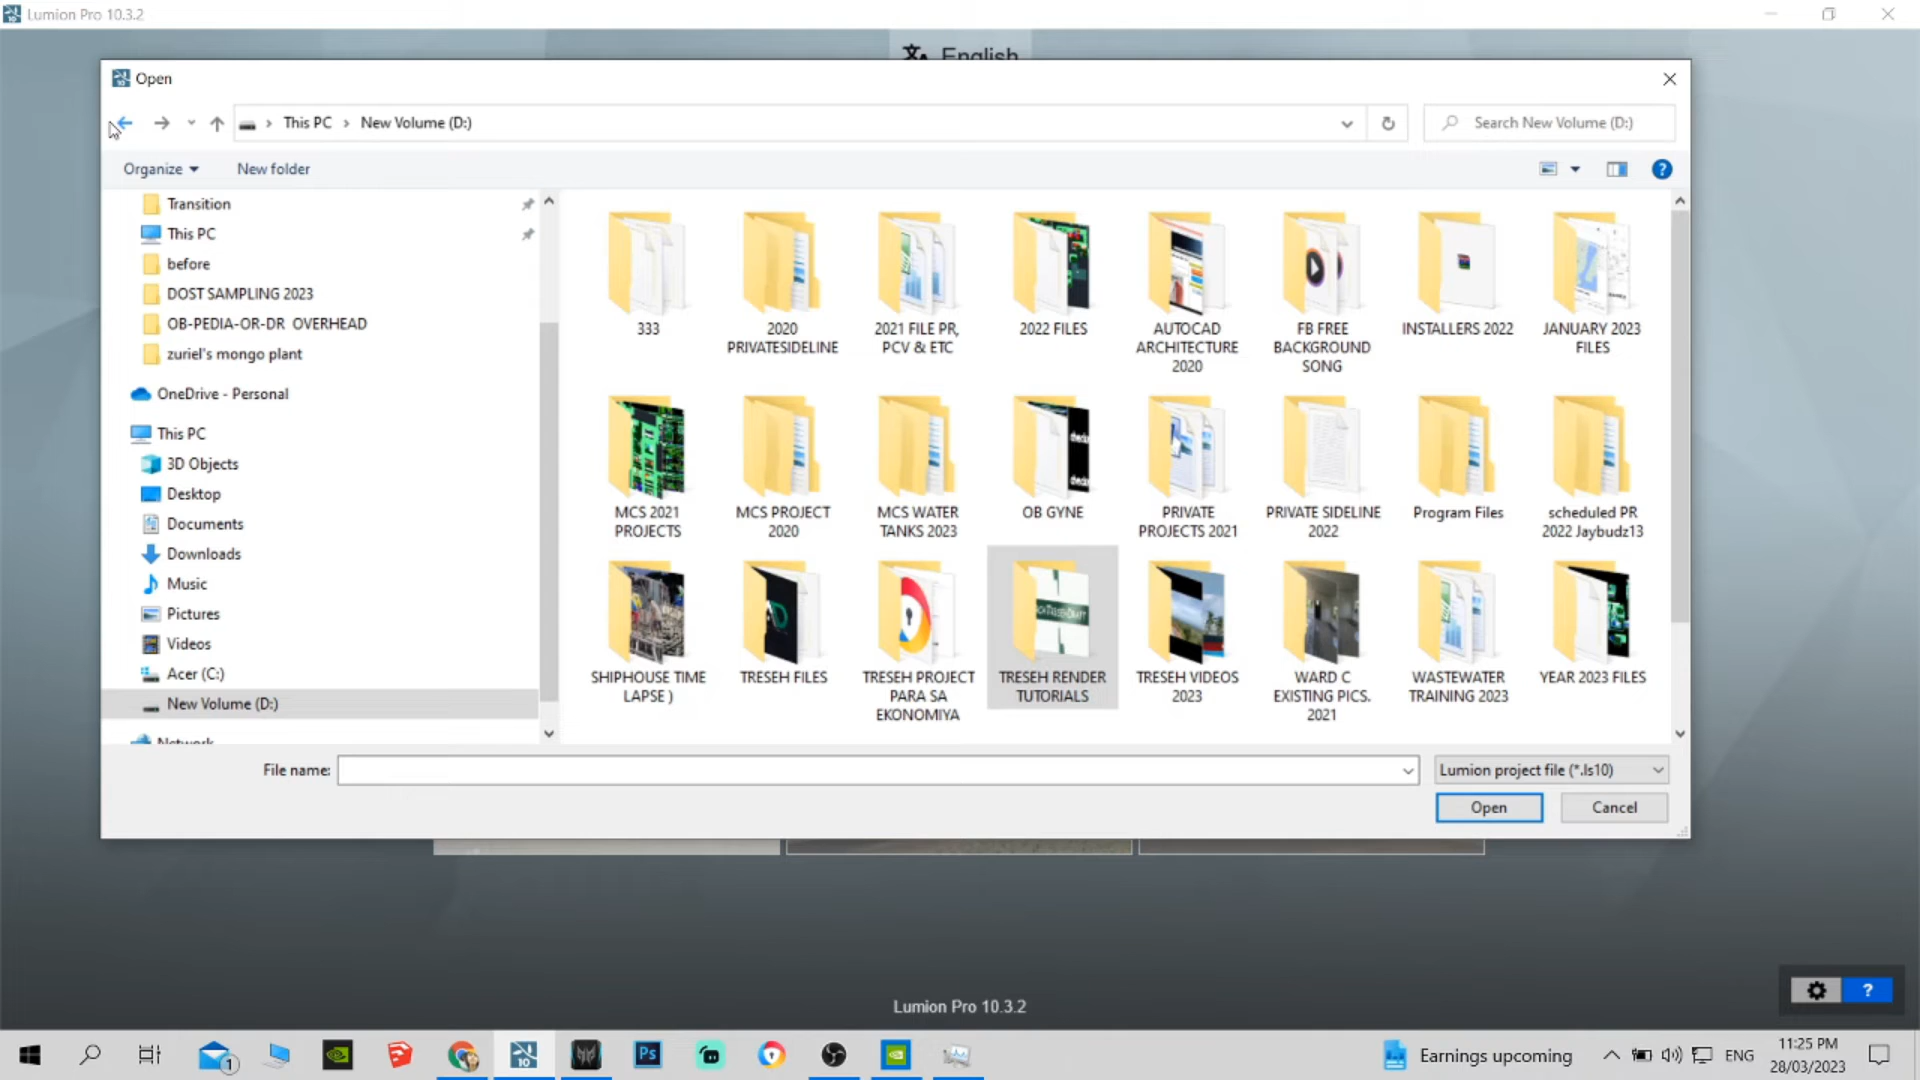 Lumion Pro 10.3.2
English
Open
This PC
New Volume (D:)
Search New Volume (D:)
Organize
New folder
?
Transition
This PC
before
DOST SAMPLING 2023
OB-PEDIA-OR-DR OVERHEAD
zuriel's mongo plant
OneDrive - Personal
This PC
3D Objects
Desktop
Documents
Downloads
Music
Pictures
Videos
Acer (C:)
New Volume (D:)
Network
333
2020
PRIVATESIDELINE
2021 FILE PR,
PCV & ETC
2022 FILES
AUTOCAD
ARCHITECTURE
2020
FB FREE
BACKGROUND
SONG
INSTALLERS 2022
JANUARY 2023
FILES
MCS 2021
PROJECTS
MCS PROJECT
2020
MCS WATER
TANKS 2023
OB GYNE
PRIVATE
PROJECTS 2021
PRIVATE SIDELINE
2022
Program Files
scheduled PR
2022 Jaybudz13
SHIPHOUSE TIME
LAPSE )
TRESEH FILES
TRESEH PROJECT
PARA SA
EKONOMIYA
TRESEH RENDER
TUTORIALS
TRESEH VIDEOS
2023
WARD C
EXISTING PICS.
2021
WASTEWATER
TRAINING 2023
YEAR 2023 FILES
File name:
Lumion project file (*.ls10)
Open
Cancel
?
Lumion Pro 10.3.2
1
10
Ps
Earnings upcoming
ENG
11:25 PM
28/03/2023